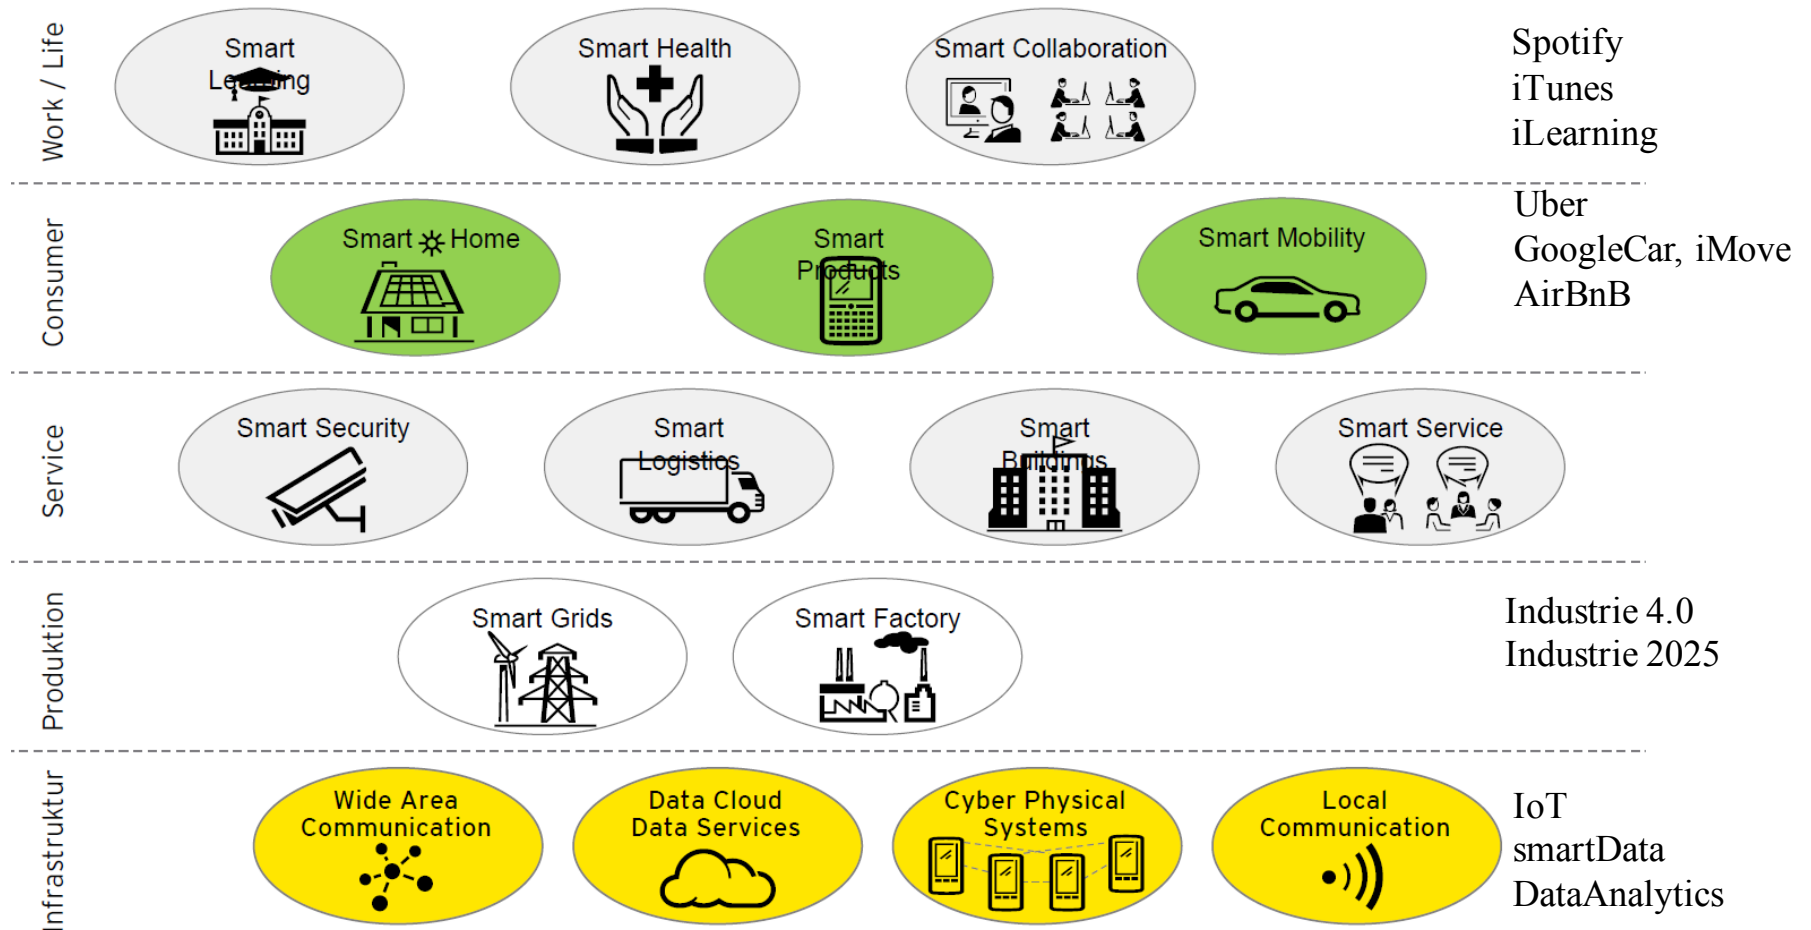 Work / Life
Smart
Learning
Smart Health
Smart Collaboration
Spotify
iTunes
iLearning
Consumer
Smart Home
Smart
Products
Smart Mobility
Uber
GoogleCar, iMove
AirBnB
Service
Smart Security
Smart
Logistics
Smart
Buildings
Smart Service
Produktion
Smart Grids
Smart Factory
Industrie 4.0
Industrie 2025
Infrastruktur
Wide Area
Communication
Data Cloud
Data Services
Cyber Physical
Systems
Local
Communication
IoT
smartData
DataAnalytics